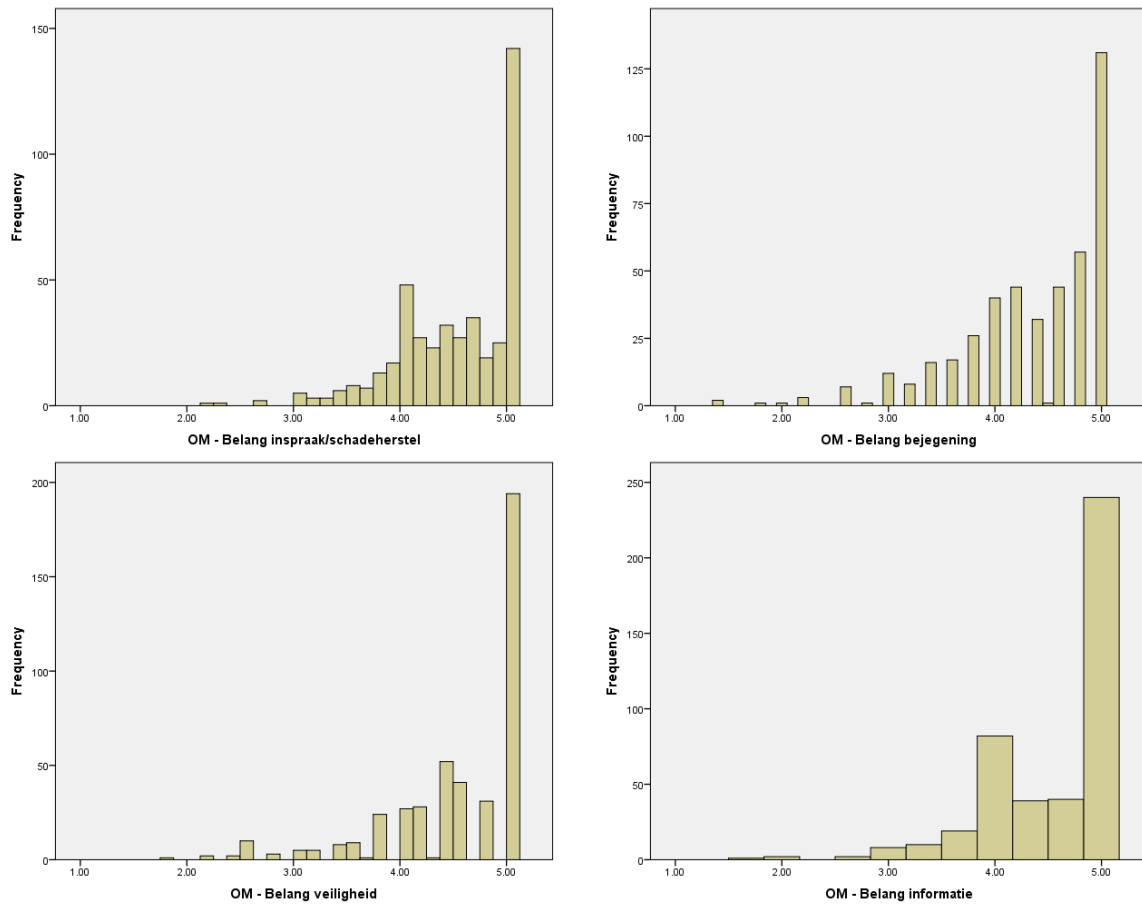 150
100
50
0
Frequency
1.00 2.00 3.00 4.00 5.00
OM - Belang inspraak/schadeherstel
125
100
75
50
25
0
Frequency
1.00 2.00 3.00 4.00 5.00
OM - Belang bejegening
200
150
100
50
0
Frequency
1.00 2.00 3.00 4.00 5.00
OM - Belang veiligheid
250
200
150
100
50
0
Frequency
1.00 2.00 3.00 4.00 5.00
OM - Belang informatie